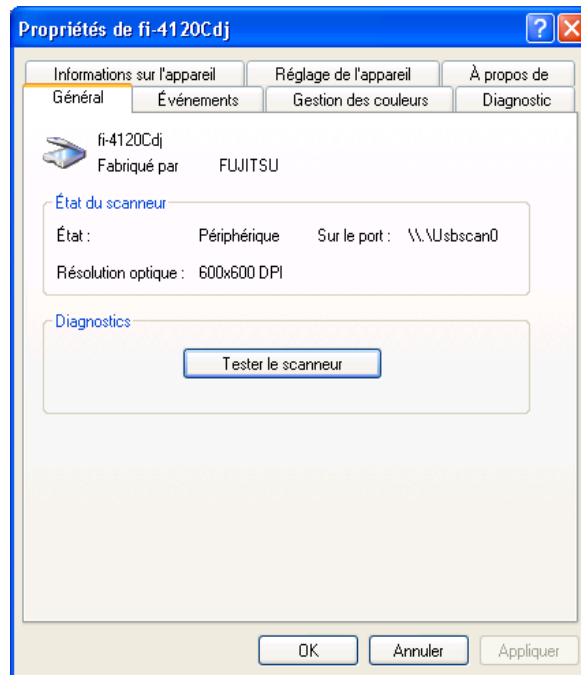 Propriétés de fi-4120Cdj
Informations sur l'appareil Réglage de l'appareil À propos de
Général Événements Gestion des couleurs Diagnostic
fi-4120Cdj
Fabriqué par FUJITSU
État du scanneur
État : Périphérique Sur le port : \\.\Usbscan0
Résolution optique : 600x600 DPI
Diagnostics
Tester le scanneur
OK Annuler Appliquer